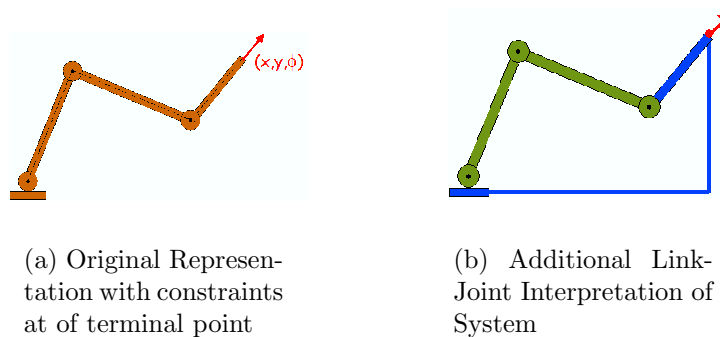 (x,y,ϕ)
(a) Original Represen-
tation with constraints
at of terminal point
(b) Additional Link-
Joint Interpretation of
System